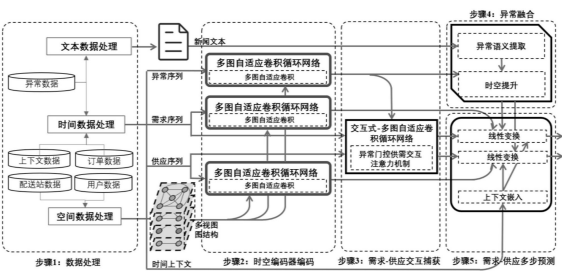 步骤4：异常融合
文本数据处理
新闻文本
异常语义提取
异常数据
异常序列
多图自适应卷积循环网络
多图自适应卷积
时空提升
时间数据处理
需求序列
多图自适应卷积循环网络
多图自适应卷积
交互式-多图自适应卷
积循环网络
线性变换
上下文数据
订单数据
供应序列
异常门控供需交互
注意力机制
线性变换
配送站数据
用户数据
多图自适应卷积循环网络
多图自适应卷积
上下文嵌入
空间数据处理
多视图
图结构
时间上下文
步骤1：数据处理
步骤2：时空编码器编码
步骤3：需求-供应交互捕获
步骤5：需求-供应多步预测